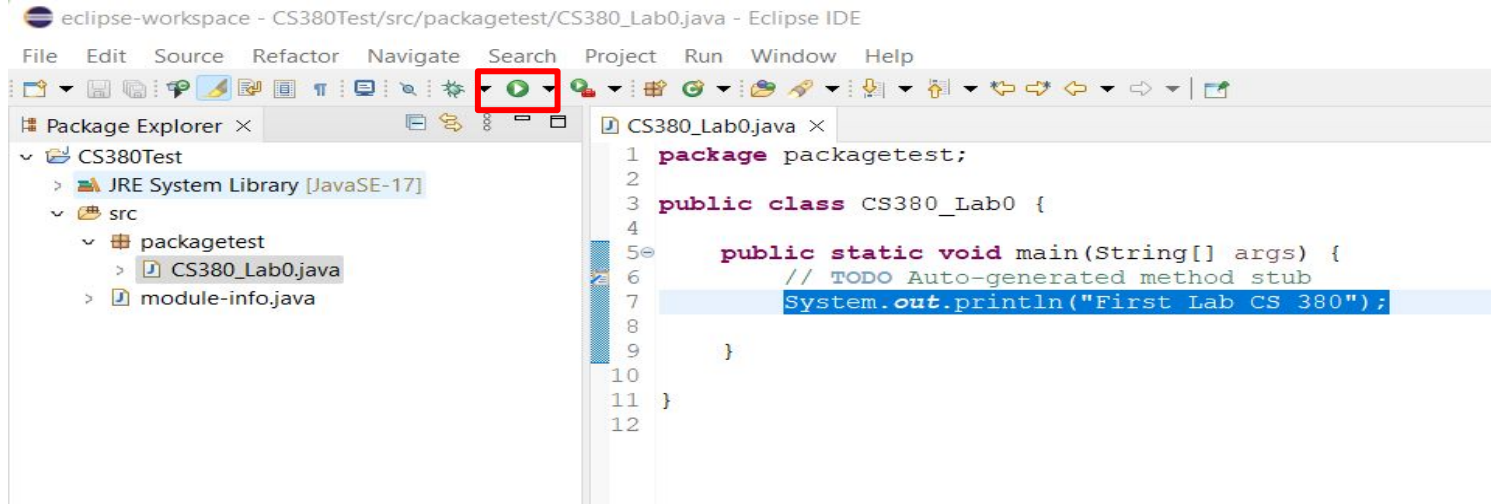 eclipse-workspace - CS380Test/src/packagetest/CS380_Lab0.java - Eclipse IDE
File Edit Source Refactor Navigate Search Project Run Window Help
Package Explorer
CS380Test
JRE System Library [JavaSE-17]
src
packagetest
CS380_Lab0.java
module-info.java
CS380_Lab0.java
1 package packagetest;
2
3 public class CS380_Lab0 {
4
5 public static void main(String[] args) {
6 // TODO Auto-generated method stub
7 System.out.println("First Lab CS 380");
8
9 }
10
11 }
12